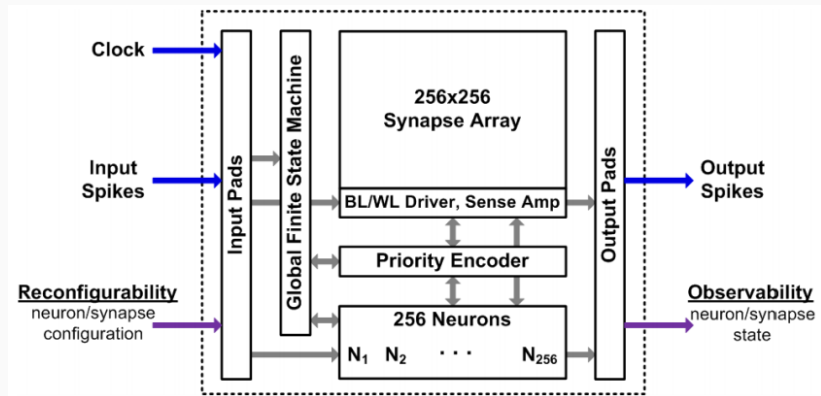 Clock
Input
Spikes
Reconfigurability
neuron/synapse
configuration
Input Pads
Global Finite State Machine
256x256
Synapse Array
BL/WL Driver, Sense Amp
Priority Encoder
256 Neurons
N1 N2 · · · N256
Output Pads
Output
Spikes
Observability
neuron/synapse
state